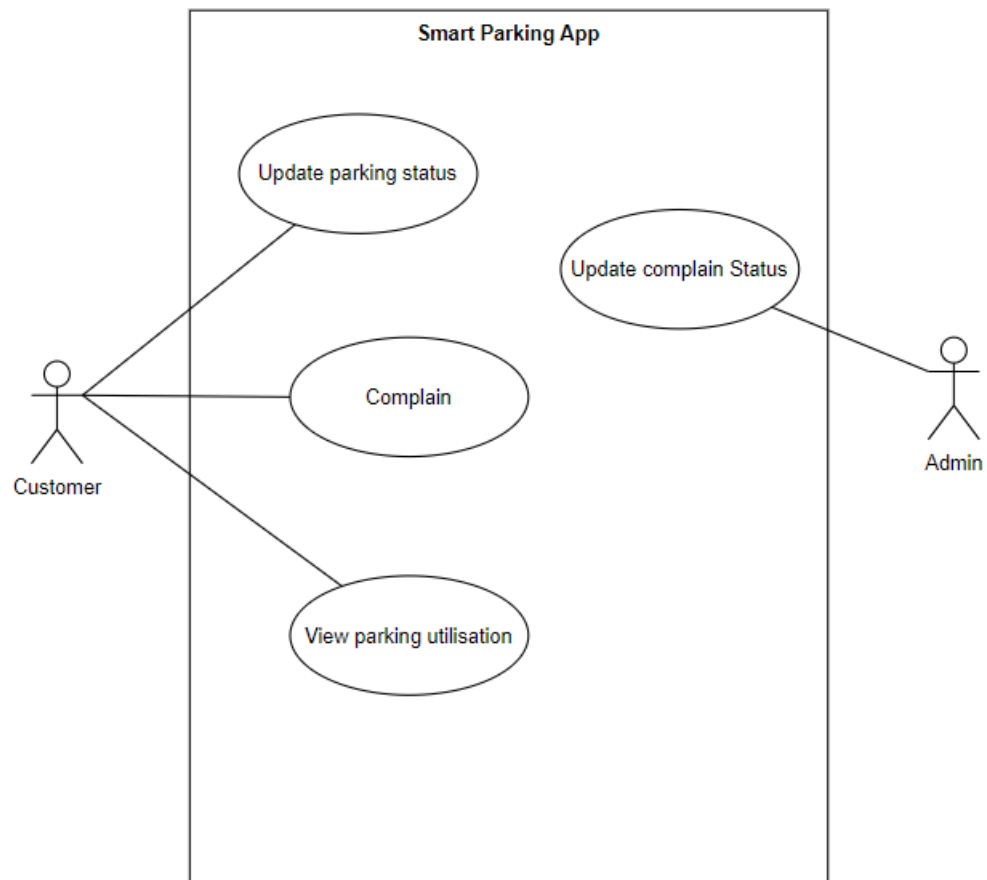 Smart Parking App
Update parking status
Update complain Status
Complain
Customer
Admin
View parking utilisation